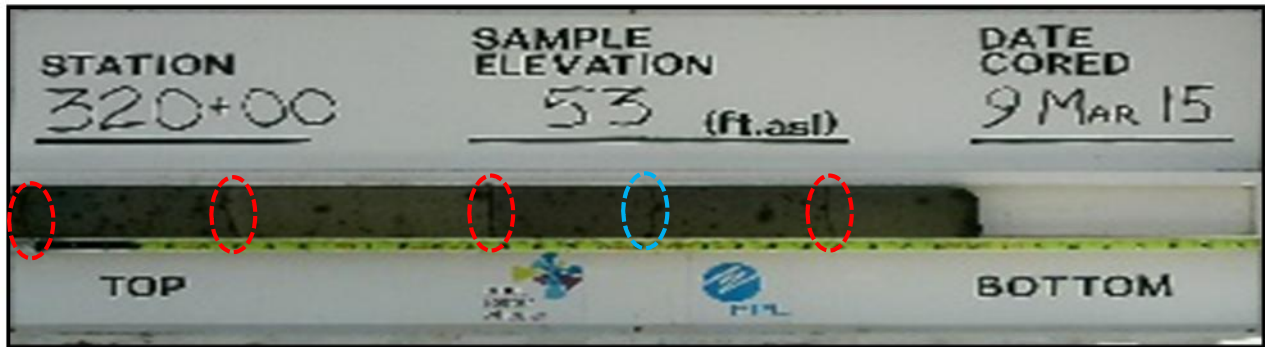 STATION
320+00
SAMPLE
ELEVATION
53 (ft.asl)
DATE
CORED
9 MAR 15
TOP
BOTTOM